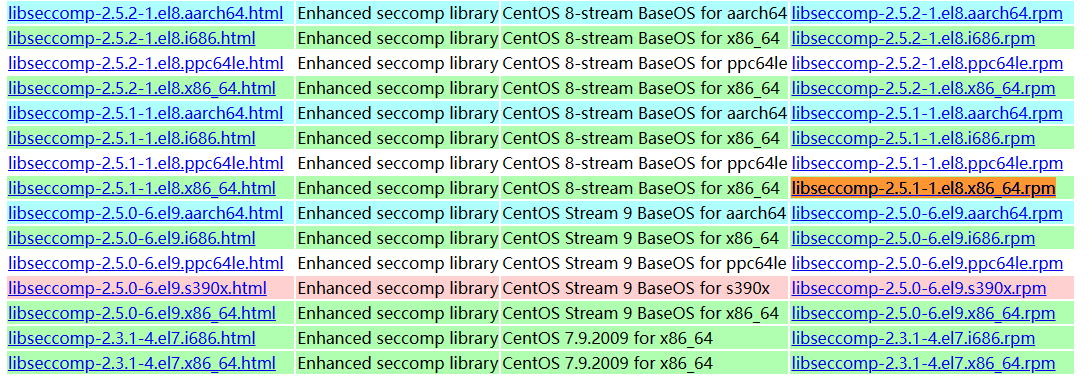 libseccomp-2.5.2-1.el8.aarch64.html Enhanced seccomp library CentOS 8-stream BaseOS for aarch64 libseccomp-2.5.2-1.el8.aarch64.rpm
libseccomp-2.5.2-1.el8.i686.html Enhanced seccomp library CentOS 8-stream BaseOS for x86_64 libseccomp-2.5.2-1.el8.i686.rpm
libseccomp-2.5.2-1.el8.ppc64le.html Enhanced seccomp library CentOS 8-stream BaseOS for ppc64le libseccomp-2.5.2-1.el8.ppc64le.rpm
libseccomp-2.5.2-1.el8.x86_64.html Enhanced seccomp library CentOS 8-stream BaseOS for x86_64 libseccomp-2.5.2-1.el8.x86_64.rpm
libseccomp-2.5.1-1.el8.aarch64.html Enhanced seccomp library CentOS 8-stream BaseOS for aarch64 libseccomp-2.5.1-1.el8.aarch64.rpm
libseccomp-2.5.1-1.el8.i686.html Enhanced seccomp library CentOS 8-stream BaseOS for x86_64 libseccomp-2.5.1-1.el8.i686.rpm
libseccomp-2.5.1-1.el8.ppc64le.html Enhanced seccomp library CentOS 8-stream BaseOS for ppc64le libseccomp-2.5.1-1.el8.ppc64le.rpm
libseccomp-2.5.1-1.el8.x86_64.html Enhanced seccomp library CentOS 8-stream BaseOS for x86_64 libseccomp-2.5.1-1.el8.x86_64.rpm
libseccomp-2.5.0-6.el9.aarch64.html Enhanced seccomp library CentOS Stream 9 BaseOS for aarch64 libseccomp-2.5.0-6.el9.aarch64.rpm
libseccomp-2.5.0-6.el9.i686.html Enhanced seccomp library CentOS Stream 9 BaseOS for x86_64 libseccomp-2.5.0-6.el9.i686.rpm
libseccomp-2.5.0-6.el9.ppc64le.html Enhanced seccomp library CentOS Stream 9 BaseOS for ppc64le libseccomp-2.5.0-6.el9.ppc64le.rpm
libseccomp-2.5.0-6.el9.s390x.html Enhanced seccomp library CentOS Stream 9 BaseOS for s390x libseccomp-2.5.0-6.el9.s390x.rpm
libseccomp-2.5.0-6.el9.x86_64.html Enhanced seccomp library CentOS Stream 9 BaseOS for x86_64 libseccomp-2.5.0-6.el9.x86_64.rpm
libseccomp-2.3.1-4.el7.i686.html Enhanced seccomp library CentOS 7.9.2009 for x86_64 libseccomp-2.3.1-4.el7.i686.rpm
libseccomp-2.3.1-4.el7.x86_64.html Enhanced seccomp library CentOS 7.9.2009 for x86_64 libseccomp-2.3.1-4.el7.x86_64.rpm